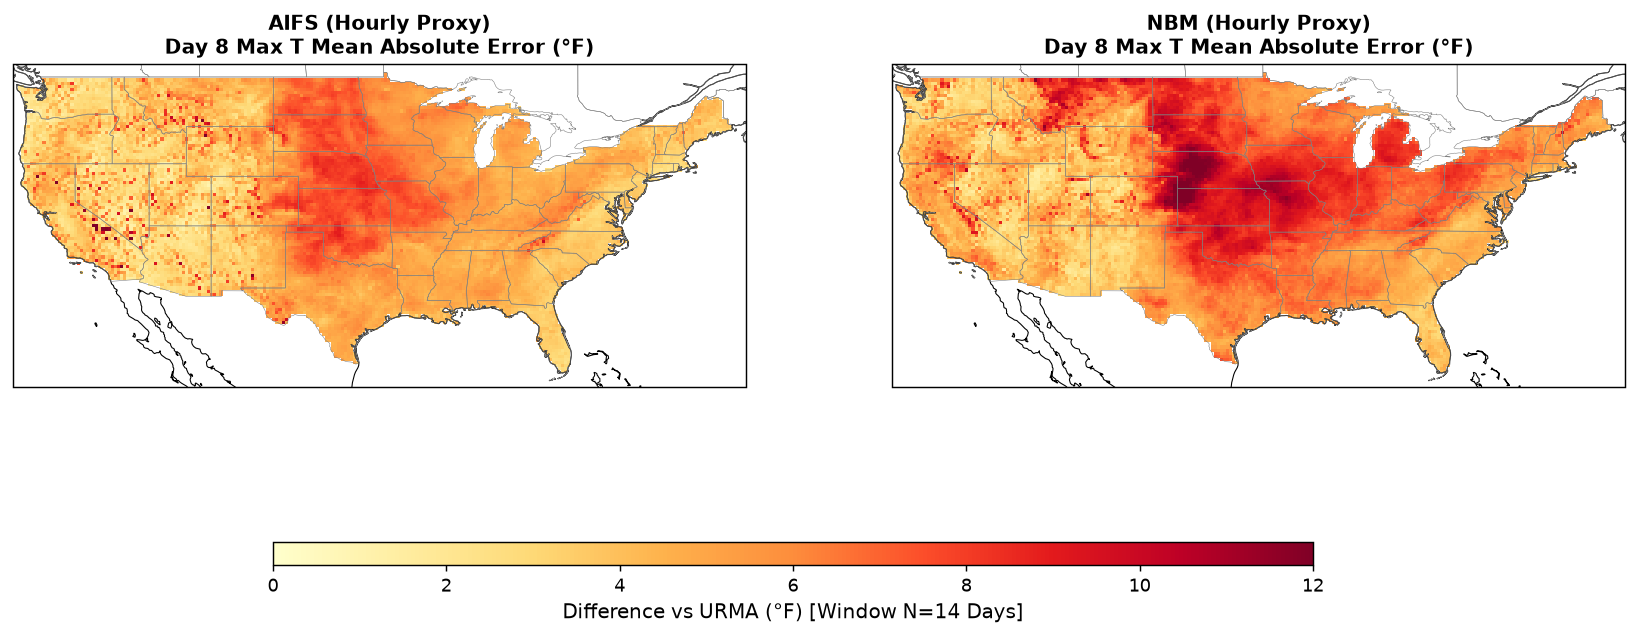 AIFS (Hourly Proxy)
Day 8 Max T Mean Absolute Error (°F)
NBM (Hourly Proxy)
Day 8 Max T Mean Absolute Error (°F)
0 2 4 6 8 10 12
Difference vs URMA (°F) [Window N=14 Days]